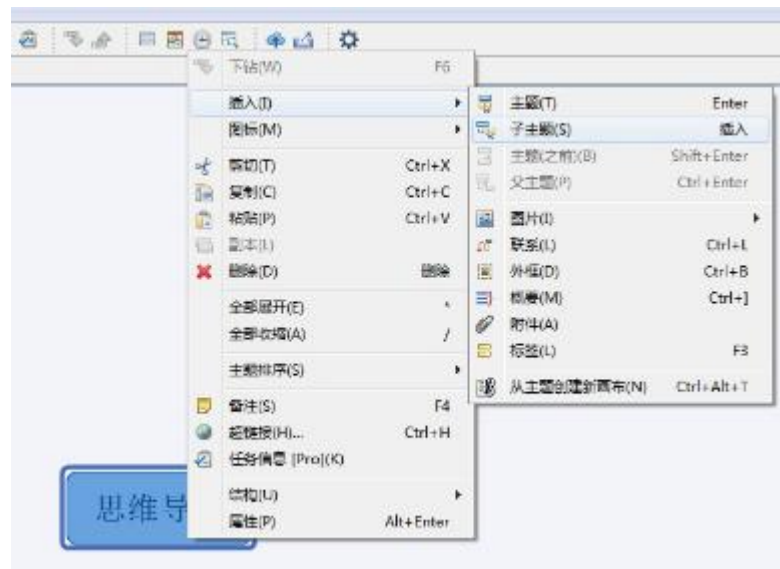 下钻(W) F6
插入(I)
图标(M)
剪切(T) Ctrl+X
复制(C) Ctrl+C
粘贴(P) Ctrl+V
副本(L)
删除(D) 删除
全部展开(E) *
全部收缩(A) /
主题排序(S)
备注(S) F4
超链接(H)... Ctrl+H
任务信息 [Pro](K)
结构(U)
属性(P) Alt+Enter
主题(T) Enter
子主题(S) 插入
主题(之前)(B) Shift+Enter
父主题(P) Ctrl+Enter
图片(I)
联系(L) Ctrl+L
外框(D) Ctrl+B
概要(M) Ctrl+]
附件(A)
标签(L) F3
从主题创建新画布(N) Ctrl+Alt+T
思维导